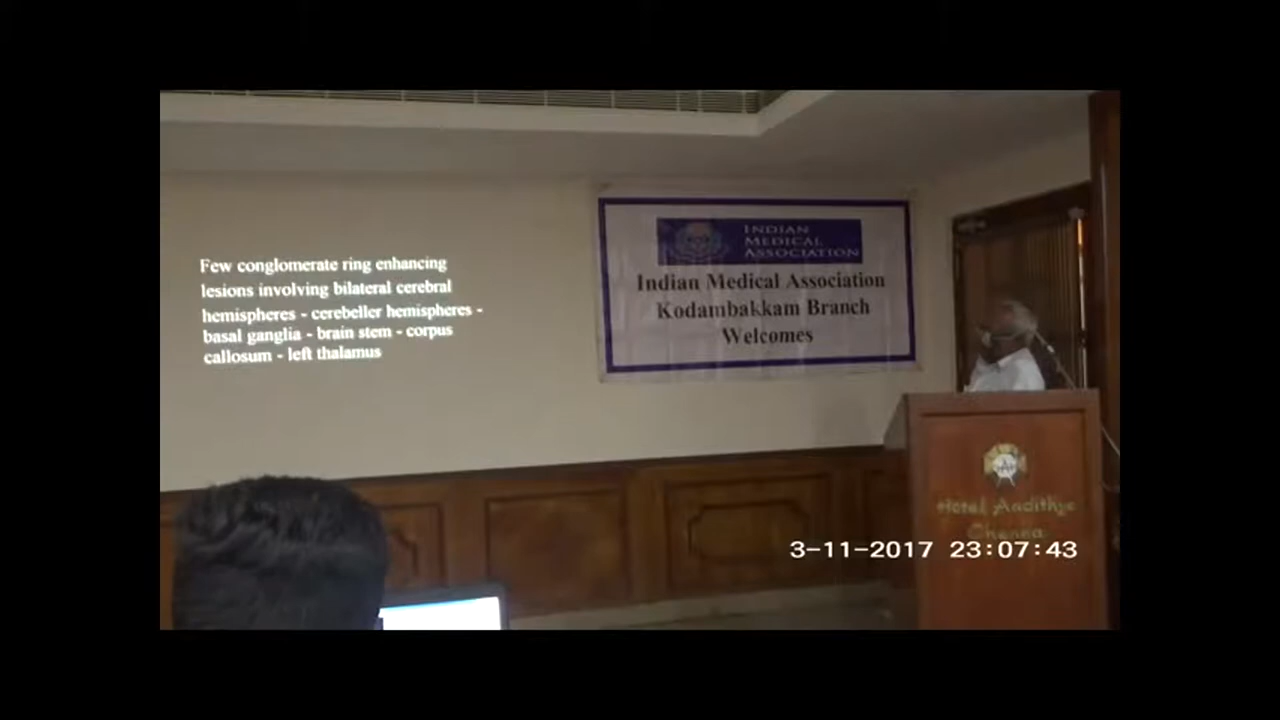 Few conglomerate ring enhancing
lesions involving bilateral cerebral
hemispheres - cerebeller hemispheres -
basal ganglia - brain stem - corpus
callosum - left thalamus
INDIAN
MEDICAL
ASSOCIATION
Indian Medical Association
Kodambakkam Branch
Welcomes
Hotel Aadithya
Chennai
3-11-2017 23:07:43